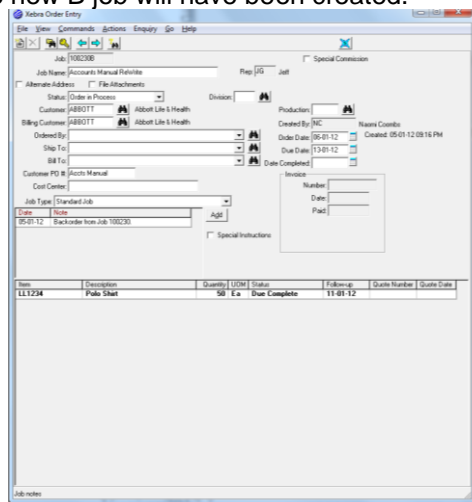 new B job will have been created.
Xebra Order Entry
File View Commands Actions Enquiry Go Help
Job: 100230B
Special Commission
Job Name: Accounts Manual ReWrite Rep: JG Jeff
Alternate Address File Attachments
Status: Order in Process Division: Production:
Customer: ABBOTT Abbott Life & Health
Billing Customer: ABBOTT Abbott Life & Health Created By: NC Naomi Coombs
Ordered By: Order Date: 06-01-12 Created: 05-01-12 09:16 PM
Ship To: Due Date: 13-01-12
Bill To: Date Completed:
Customer PO #: Accts Manual Invoice
Cost Center: Number:
Job Type: Standard Job Date:
Date Note Add Paid:
05-01-12 Backorder from Job 100230.
Special Instructions
Item Description Quantity UOM Status Follow-up Quote Number Quote Date
LL1234 Polo Shirt 50 Ea Due Complete 11-01-12
Job notes